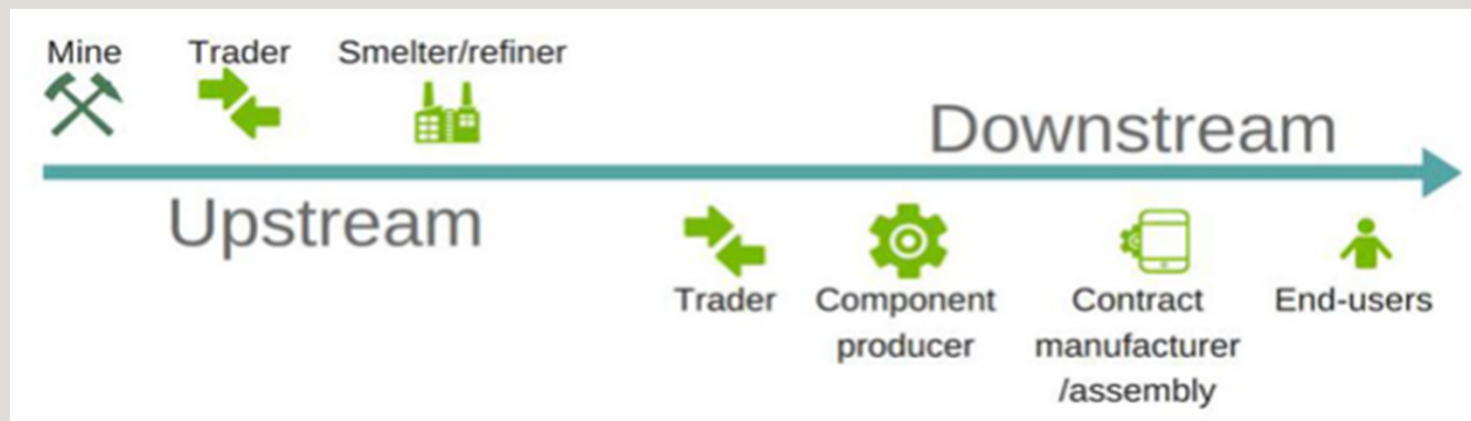 Mine
Trader
Smelter/refiner
Downstream
Upstream
Trader
Component
producer
Contract
manufacturer
/assembly
End-users